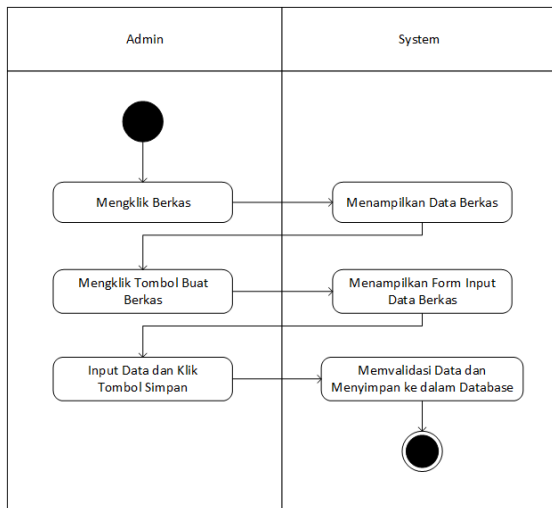 Admin
System
Mengklik Berkas
Menampilkan Data Berkas
Mengklik Tombol Buat
Berkas
Menampilkan Form Input
Data Berkas
Input Data dan Klik
Tombol Simpan
Memvalidasi Data dan
Menyimpan ke dalam Database